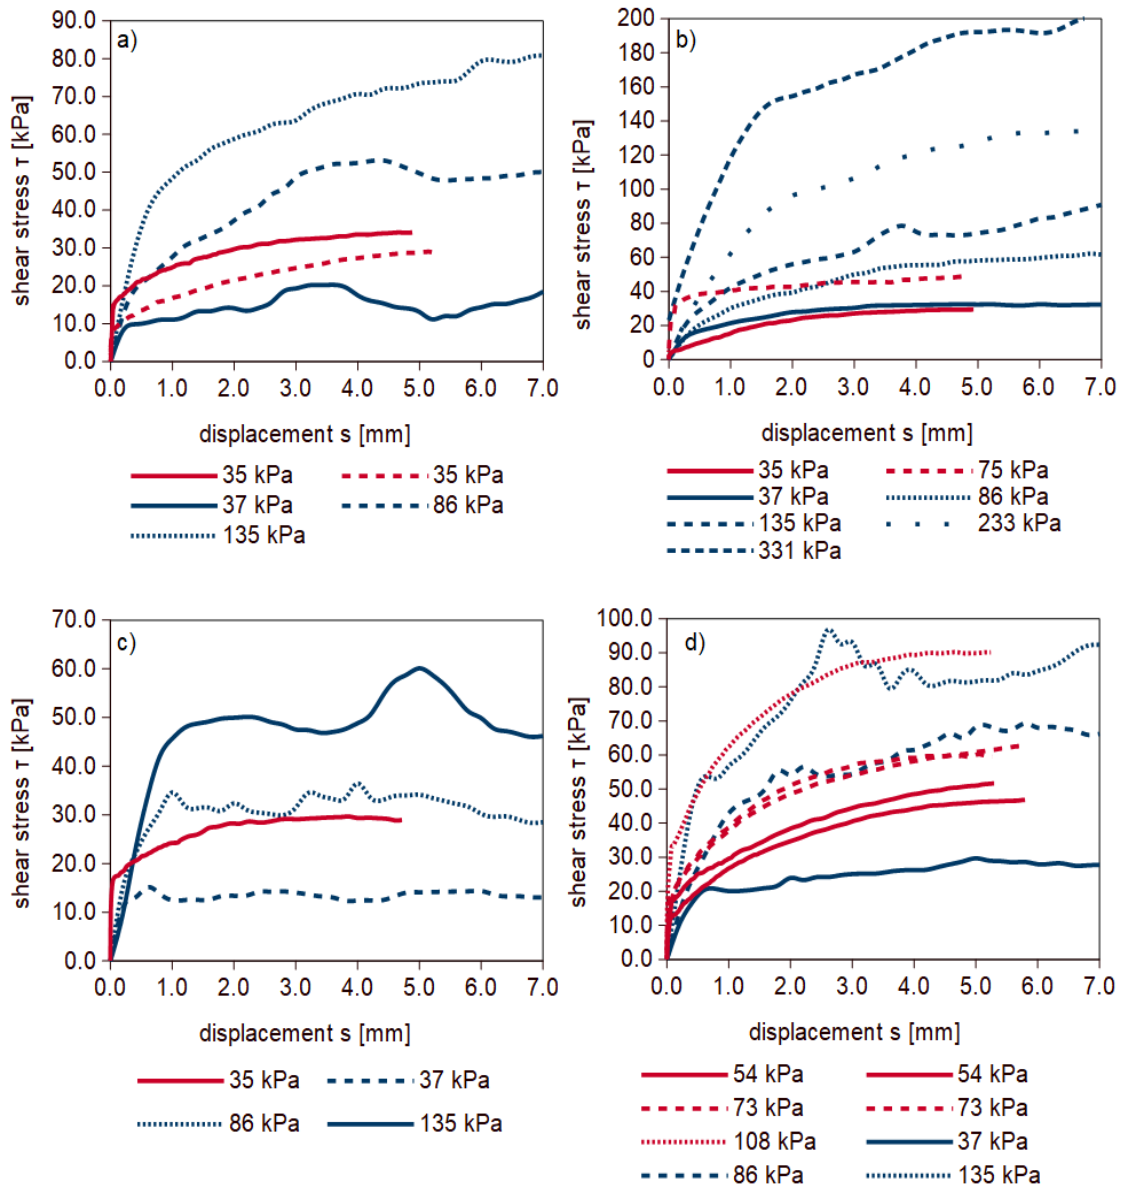 a)
shear stress τ [kPa]
90.0
80.0
70.0
60.0
50.0
40.0
30.0
20.0
10.0
0.0
0.0 1.0 2.0 3.0 4.0 5.0 6.0 7.0
displacement s [mm]
35 kPa 35 kPa
37 kPa 86 kPa
135 kPa
b)
shear stress τ [kPa]
200
180
160
140
120
100
80
60
40
20
0
0.0 1.0 2.0 3.0 4.0 5.0 6.0 7.0
displacement s [mm]
35 kPa 75 kPa
37 kPa 86 kPa
135 kPa 233 kPa
331 kPa
c)
shear stress τ [kPa]
70.0
60.0
50.0
40.0
30.0
20.0
10.0
0.0
0.0 1.0 2.0 3.0 4.0 5.0 6.0 7.0
displacement s [mm]
35 kPa 37 kPa
86 kPa 135 kPa
d)
shear stress τ [kPa]
100.0
90.0
80.0
70.0
60.0
50.0
40.0
30.0
20.0
10.0
0.0
0.0 1.0 2.0 3.0 4.0 5.0 6.0 7.0
displacement s [mm]
54 kPa 54 kPa
73 kPa 73 kPa
108 kPa 37 kPa
86 kPa 135 kPa